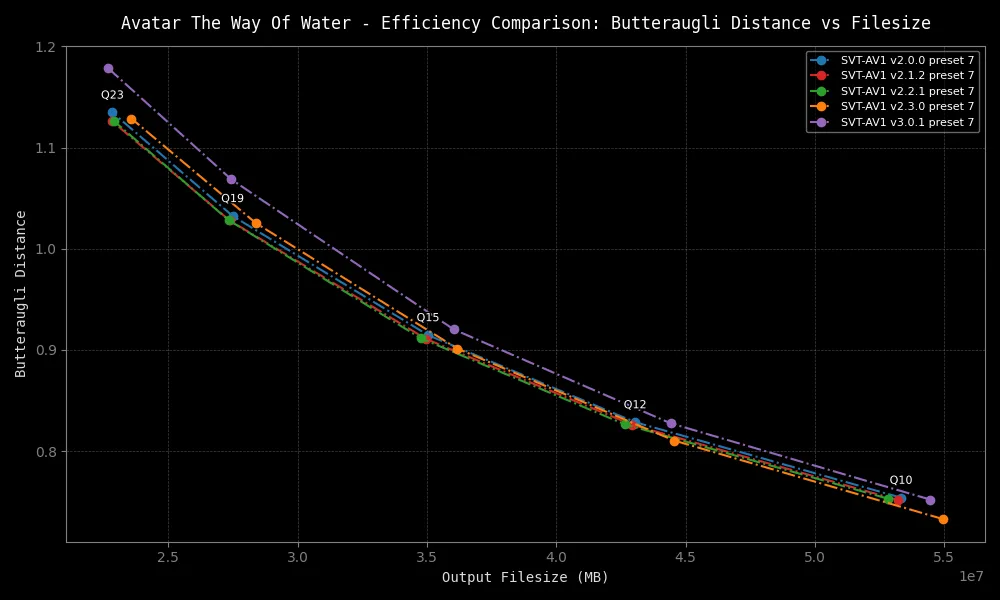 Avatar The Way Of Water - Efficiency Comparison: Butteraugli Distance vs Filesize
1.2
1.1
1.0
0.9
0.8
Butteraugli Distance
SVT-AV1 v2.0.0 preset 7
SVT-AV1 v2.1.2 preset 7
SVT-AV1 v2.2.1 preset 7
SVT-AV1 v2.3.0 preset 7
SVT-AV1 v3.0.1 preset 7
Q23
Q19
Q15
Q12
Q10
2.5 3.0 3.5 4.0 4.5 5.0 5.5
1e7
Output Filesize (MB)